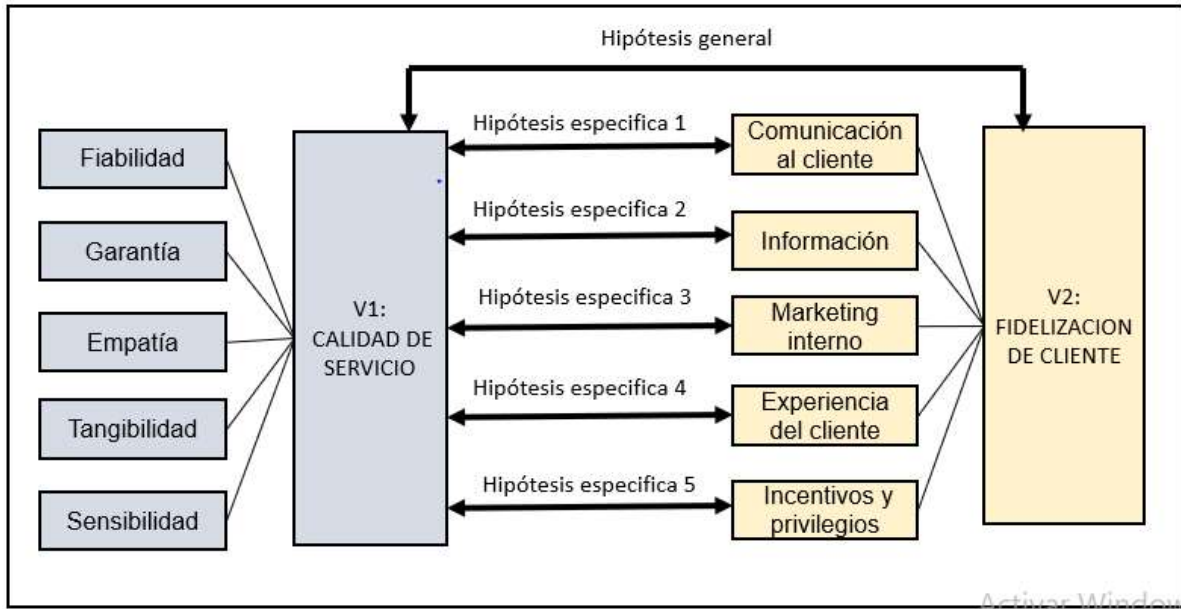 Hipótesis general
Fiabilidad
Garantía
Empatía
Tangibilidad
Sensibilidad
V1:
CALIDAD DE
SERVICIO
Hipótesis especifica 1
Hipótesis especifica 2
Hipótesis especifica 3
Hipótesis especifica 4
Hipótesis especifica 5
Comunicación
al cliente
Información
Marketing
interno
Experiencia
del cliente
Incentivos y
privilegios
V2:
FIDELIZACION
DE CLIENTE
Activar Window